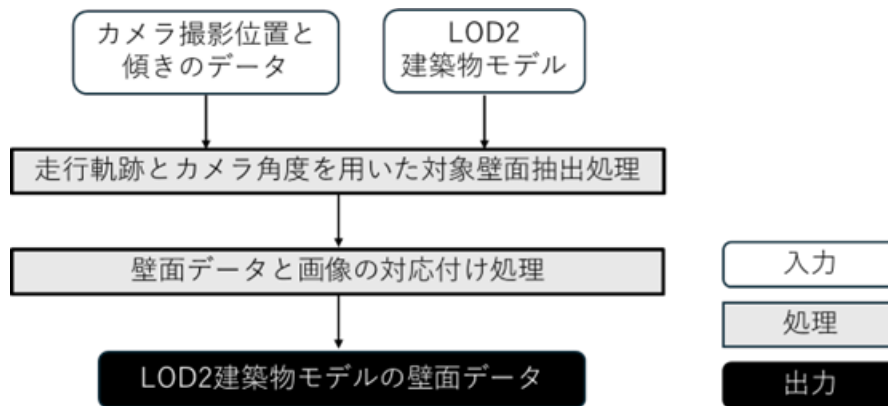 カメラ撮影位置と
傾きのデータ
LOD2
建築物モデル
走行軌跡とカメラ角度を用いた対象壁面抽出処理
壁面データと画像の対応付け処理
LOD2建築物モデルの壁面データ
入力
処理
出力